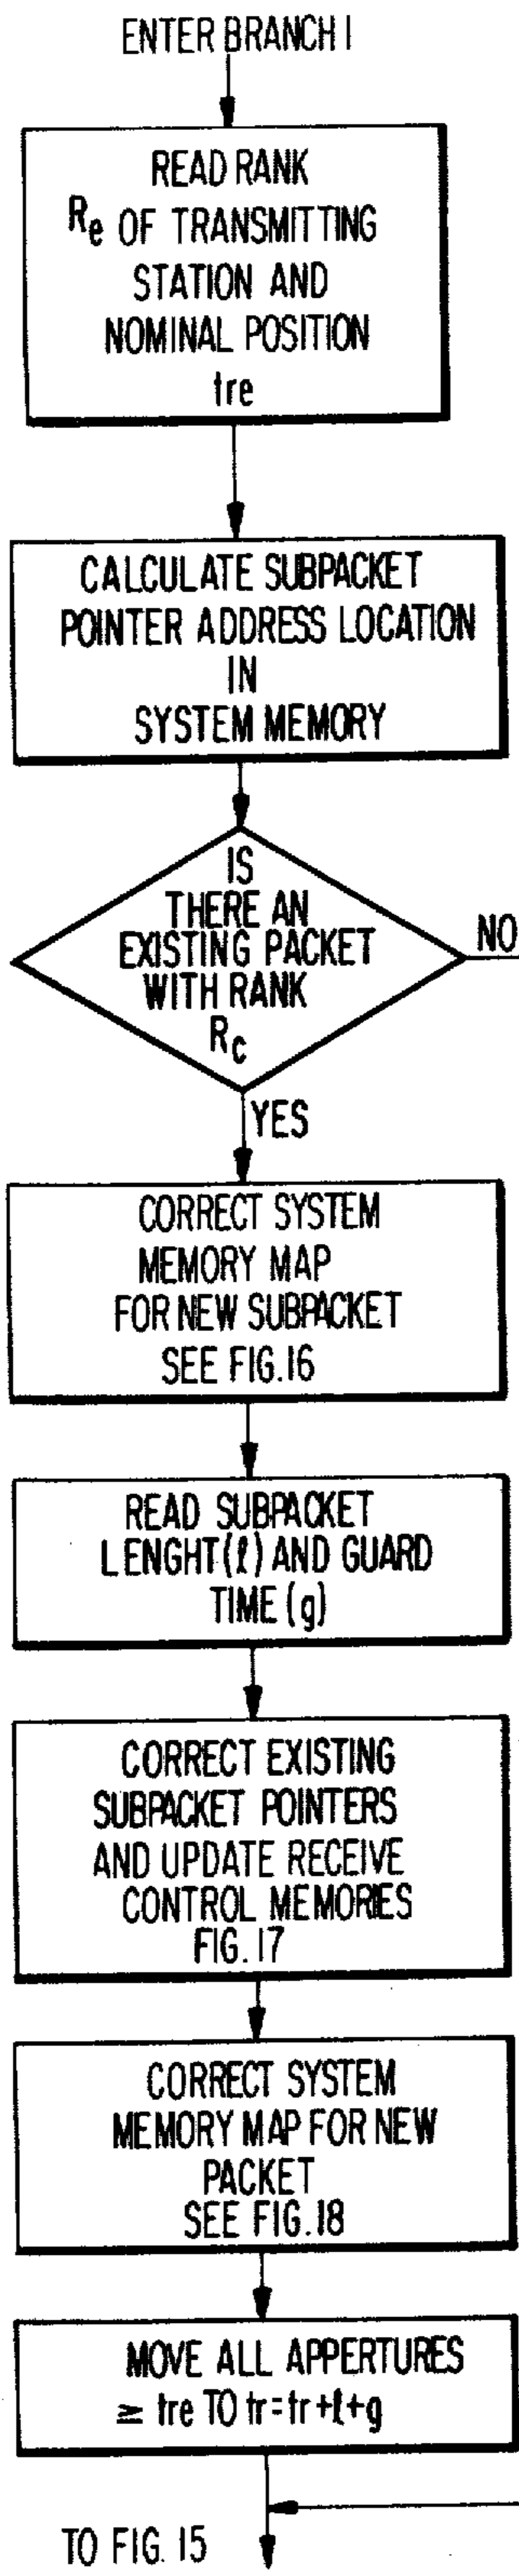 ENTER BRANCH 1
READ RANK
Re OF TRANSMITTING
STATION AND
NOMINAL POSITION
tre
CALCULATE SUBPACKET
POINTER ADDRESS LOCATION
IN
SYSTEM MEMORY
IS
THERE AN
EXISTING PACKET
WITH RANK
Rc
NO
YES
CORRECT SYSTEM
MEMORY MAP
FOR NEW SUBPACKET
SEE FIG.16
READ SUBPACKET
LENGHT(ℓ) AND GUARD
TIME (g)
CORRECT EXISTING
SUBPACKET POINTERS
AND UPDATE RECEIVE
CONTROL MEMORIES
FIG. 17
CORRECT SYSTEM
MEMORY MAP FOR NEW
PACKET
SEE FIG.18
MOVE ALL APPERTURES
≥ tre TO tr=tr+ℓ+g
TO FIG. 15